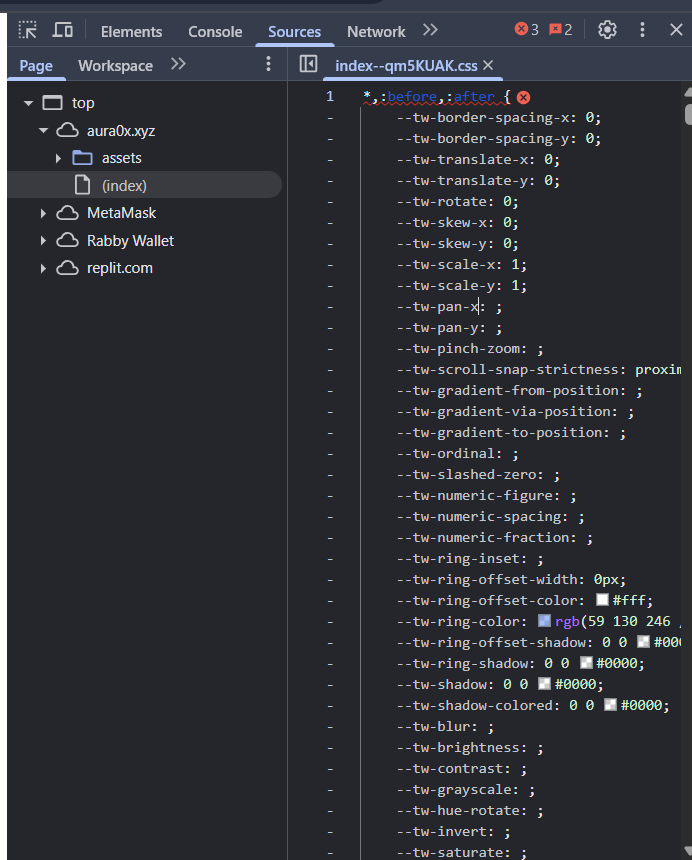 Elements Console Sources Network 3 2
Page Workspace index--qm5KUAK.css
top
aura0x.xyz
assets
(index)
MetaMask
Rabby Wallet
replit.com
1 *,:before,:after {
- --tw-border-spacing-x: 0;
- --tw-border-spacing-y: 0;
- --tw-translate-x: 0;
- --tw-translate-y: 0;
- --tw-rotate: 0;
- --tw-skew-x: 0;
- --tw-skew-y: 0;
- --tw-scale-x: 1;
- --tw-scale-y: 1;
- --tw-pan-x: ;
- --tw-pan-y: ;
- --tw-pinch-zoom: ;
- --tw-scroll-snap-strictness: proxim
- --tw-gradient-from-position: ;
- --tw-gradient-via-position: ;
- --tw-gradient-to-position: ;
- --tw-ordinal: ;
- --tw-slashed-zero: ;
- --tw-numeric-figure: ;
- --tw-numeric-spacing: ;
- --tw-numeric-fraction: ;
- --tw-ring-inset: ;
- --tw-ring-offset-width: 0px;
- --tw-ring-offset-color: #fff;
- --tw-ring-color: rgb(59 130 246 /
- --tw-ring-offset-shadow: 0 0 #000
- --tw-ring-shadow: 0 0 #0000;
- --tw-shadow: 0 0 #0000;
- --tw-shadow-colored: 0 0 #0000;
- --tw-blur: ;
- --tw-brightness: ;
- --tw-contrast: ;
- --tw-grayscale: ;
- --tw-hue-rotate: ;
- --tw-invert: ;
- --tw-saturate: ;